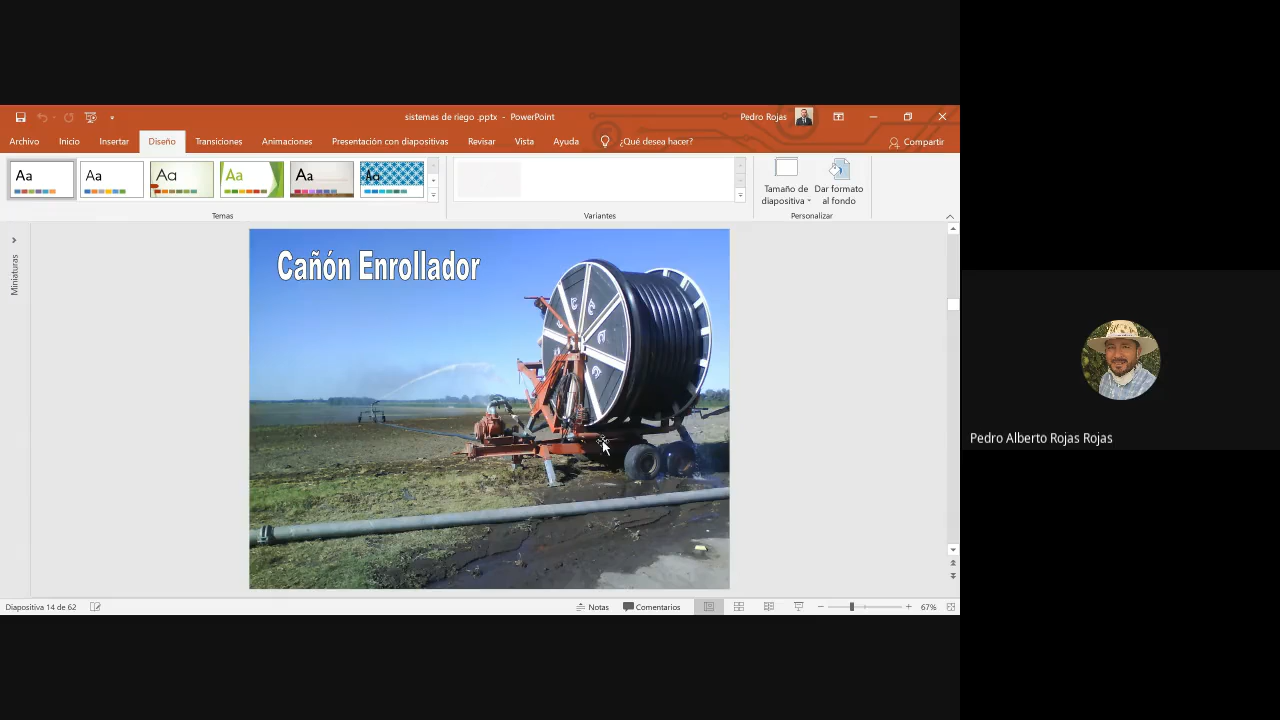 sistemas de riego .pptx - PowerPoint
Pedro Rojas
Archivo Inicio Insertar Diseño Transiciones Animaciones Presentación con diapositivas Revisar Vista Ayuda ¿Qué desea hacer? Compartir
Aa Aa Aa Aa Aa Aa
Tamaño de diapositiva
Dar formato al fondo
Temas Variantes Personalizar
Miniaturas
Cañón Enrollador
Pedro Alberto Rojas Rojas
Diapositiva 14 de 62 Notas Comentarios 67%